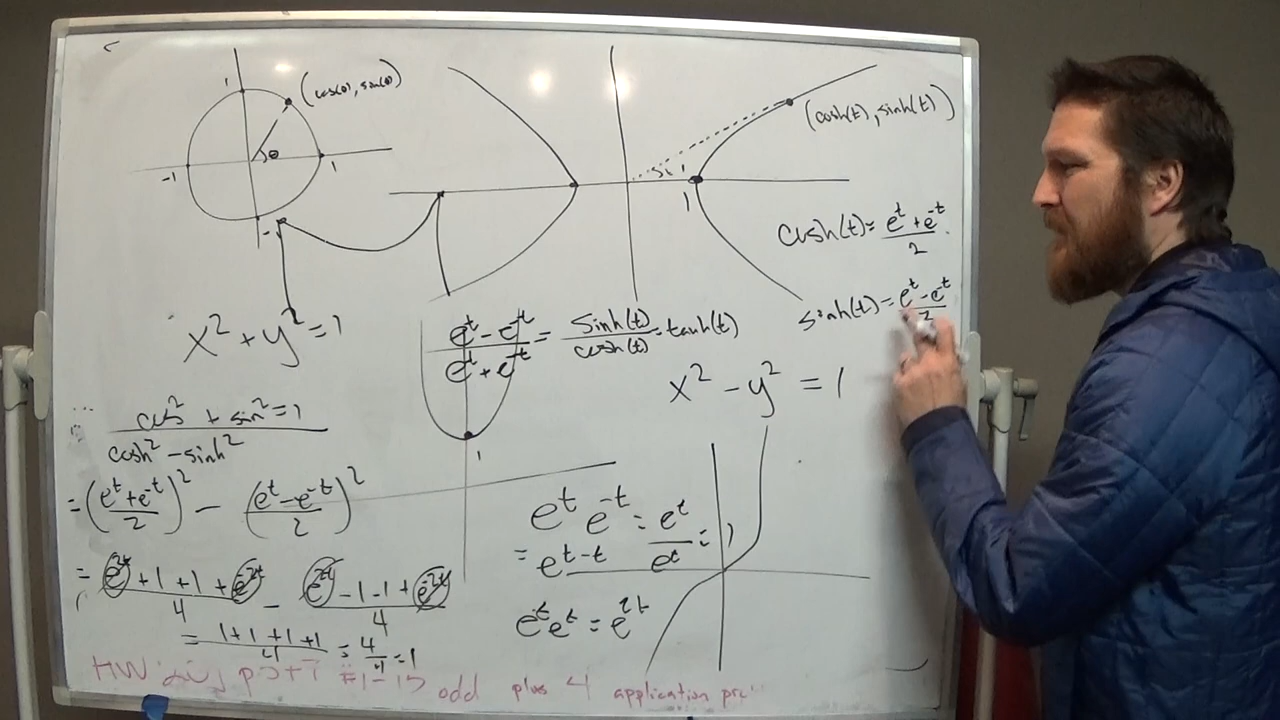 1
(cos(θ), sin(θ))
θ
-1
1
-1
(cosh(t), sinh(t))
1
cosh(t) = e^t + e^-t / 2
sinh(t) = e^t - e^-t / 2
x² + y² = 1
e^t - e^-t / e^t + e^-t = sinh(t) / cosh(t) = tanh(t)
x² - y² = 1
1
cos² + sin² = 1
cosh² - sinh²
= (e^t + e^-t / 2)² - (e^t - e^-t / 2)²
= e^2t + 1 + 1 + e^-2t / 4 - e^2t - 1 - 1 + e^-2t / 4
= 1 + 1 + 1 + 1 / 4 = 4 / 4 = 1
e^t e^-t = e^t / e^t = 1
= e^t-t
e^t e^t = e^2t
HW #1-15 odd plus 4 application